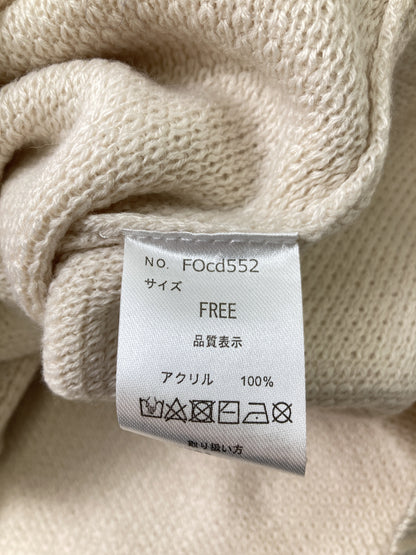 NO. FOcd552
サイズ
FREE
品質表示
アクリル 100%
取り扱い方